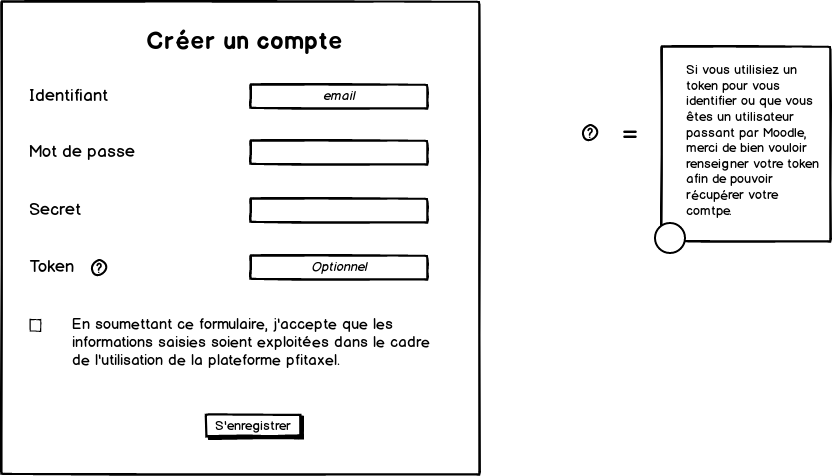 Créer un compte
Identifiant
email
Mot de passe
Secret
Token ?
Optionnel
En soumettant ce formulaire, j'accepte que les
informations saisies soient exploitées dans le cadre
de l'utilisation de la plateforme pfitaxel.
S'enregistrer
? =
Si vous utilisiez un
token pour vous
identifier ou que vous
êtes un utilisateur
passant par Moodle,
merci de bien vouloir
renseigner votre token
afin de pouvoir
récupérer votre
comtpe.